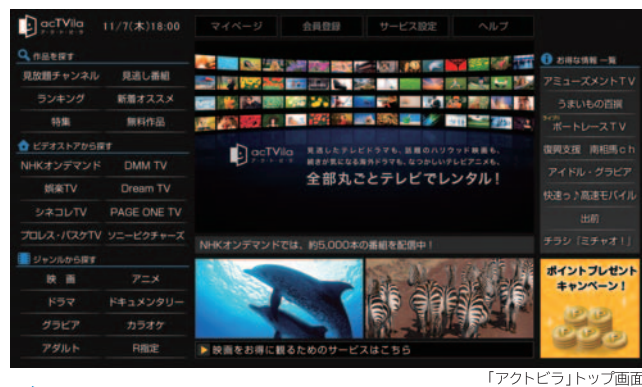 acTVila
アクトビラ
11/7(木)18:00
マイページ
会員登録
サービス設定
ヘルプ
作品を探す
見放題チャンネル 見逃し番組
ランキング 新着オススメ
特集 無料作品
ビデオストアから探す
NHKオンデマンド DMM TV
娯楽TV Dream TV
シネコレTV PAGE ONE TV
プロレス・バスケTV ソニーピクチャーズ
ジャンルから探す
映 画 アニメ
ドラマ ドキュメンタリー
グラビア カラオケ
アダルト R指定
acTVila
アクトビラ
見逃したテレビドラマも、話題のハリウッド映画も、
続きが気になる海外ドラマも、なつかしいテレビアニメも、
全部丸ごとテレビでレンタル!
NHKオンデマンドでは、約5,000本の番組を配信中!
映画をお得に観るためのサービスはこちら
お得な情報 一覧
アミューズメントTV
うまいもの百撰
ライブ!
ボートレースTV
復興支援 南相馬ch
アイドル・グラビア
快速っ♪高速モバイル
出前
チラシ「ミチャオ!」
ポイントプレゼント
キャンペーン!
「アクトビラ」トップ画面